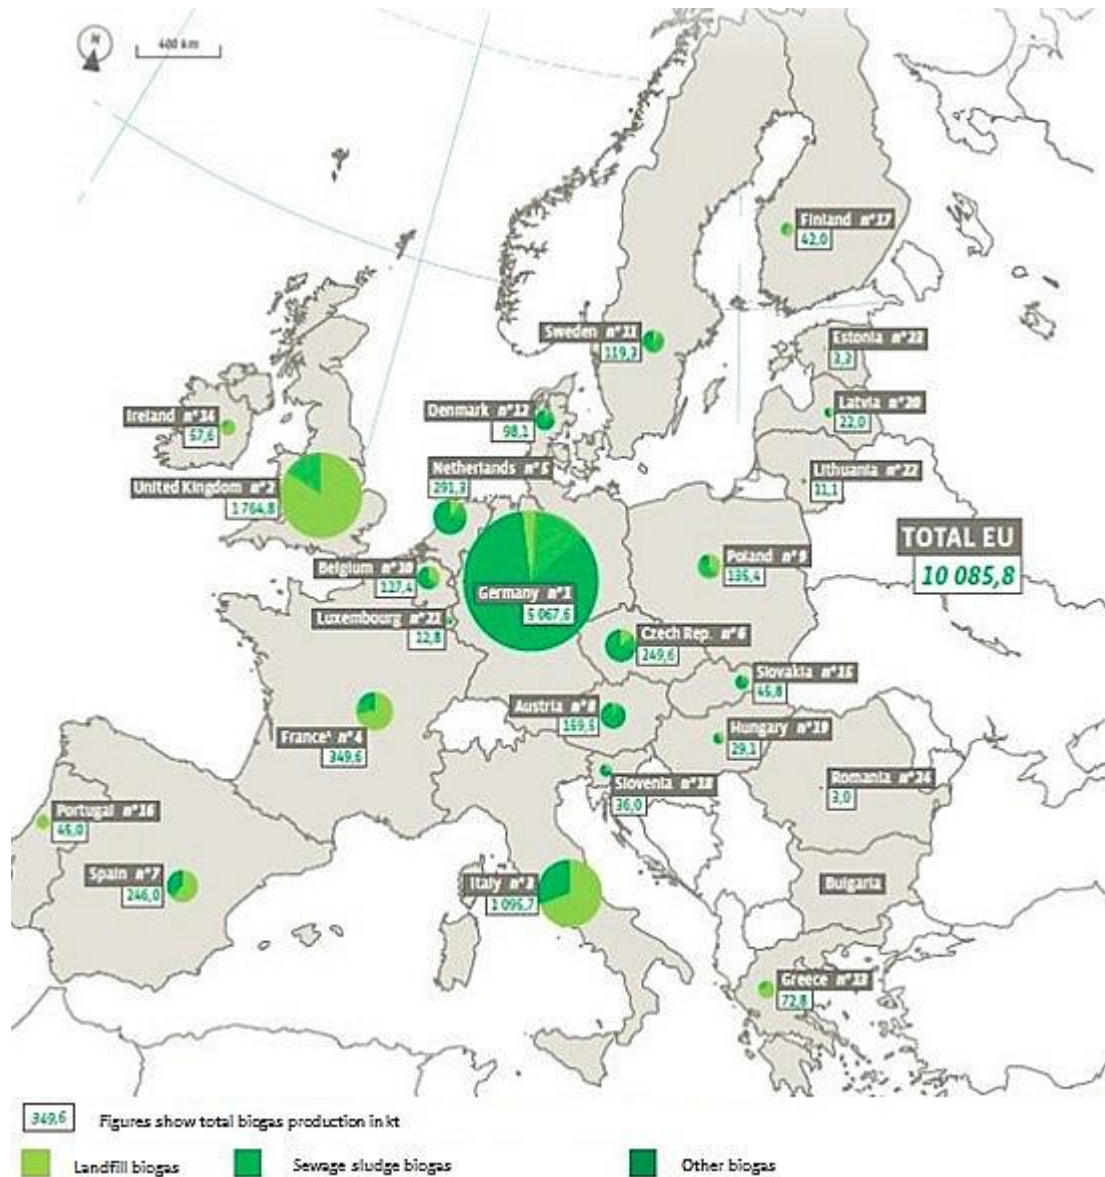 N
400 km
Finland n°17
42,0
Sweden n°11
119,3
Estonia n°23
2,2
Latvia n°20
22,0
Ireland n°14
57,6
Denmark n°12
98,1
Lithuania n°22
11,1
Netherlands n°5
291,3
United Kingdom n°2
1 764,8
TOTAL EU
10 085,8
Poland n°9
135,4
Belgium n°10
127,4
Germany n°1
5 067,6
Luxembourg n°21
12,8
Czech Rep. n°6
249,6
Slovakia n°15
45,8
Austria n°8
159,5
France¹ n°4
349,6
Hungary n°19
29,1
Slovenia n°18
36,0
Romania n°24
3,0
Portugal n°16
45,0
Spain n°7
246,0
Italy n°3
1 095,7
Bulgaria
Greece n°13
72,8
349,6 Figures show total biogas production in kt
Landfill biogas Sewage sludge biogas Other biogas